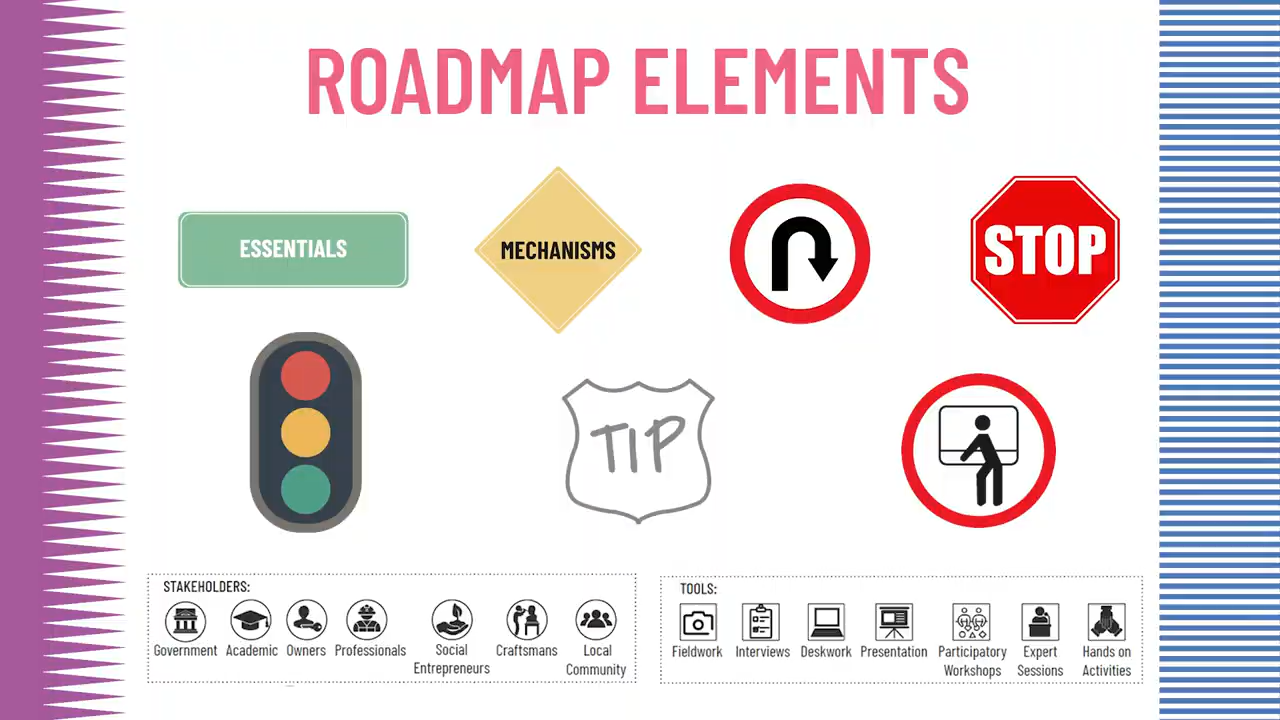 ROADMAP ELEMENTS
ESSENTIALS
MECHANISMS
STOP
TIP
STAKEHOLDERS:
Government
Academic
Owners
Professionals
Social
Entrepreneurs
Craftsmans
Local
Community
TOOLS:
Fieldwork
Interviews
Deskwork
Presentation
Participatory
Workshops
Expert
Sessions
Hands on
Activities